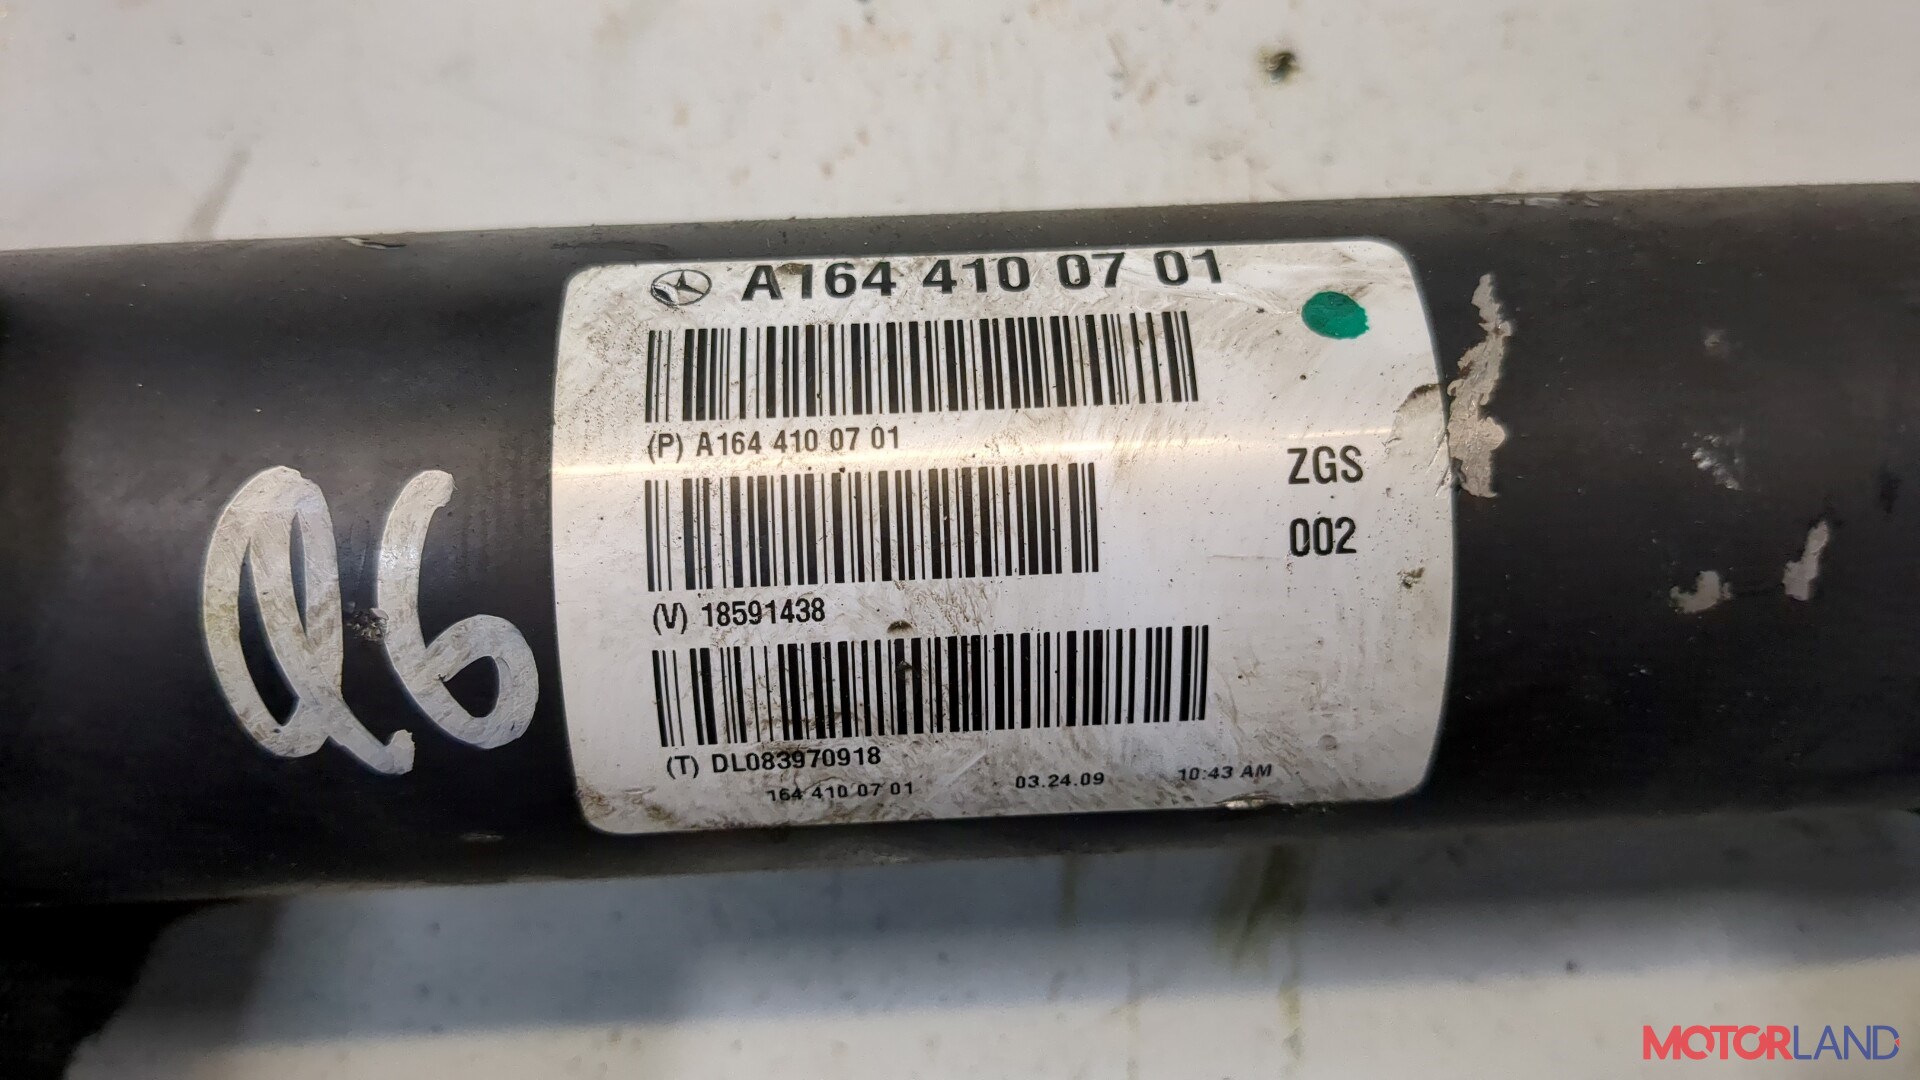 A164 410 07 01
(P) A164 410 07 01
ZGS
002
(V) 18591438
(T) DL083970918
164 410 07 01 03.24.09 10:43 AM
26
MOTORLAND